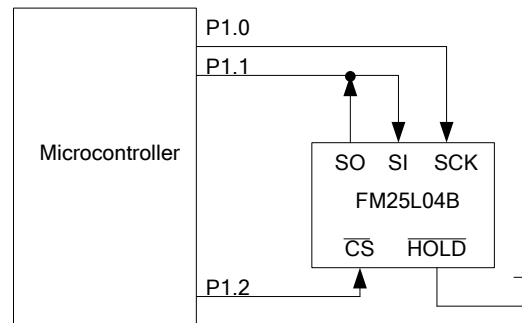 P1.0
P1.1
Microcontroller
SO SI SCK
FM25L04B
CS HOLD
P1.2